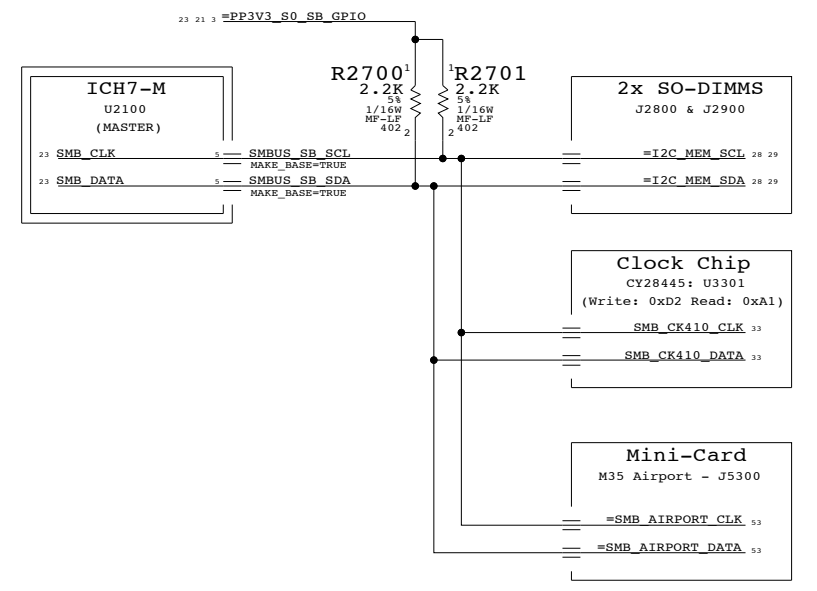 23 21 3 =PP3V3_S0_SB_GPIO
R2700 1
2.2K
5%
1/16W
MF-LF
402
2
1 R2701
2.2K
5%
1/16W
MF-LF
402
2
ICH7-M
U2100
(MASTER)
23 SMB_CLK 5
SMBUS_SB_SCL
MAKE_BASE=TRUE
23 SMB_DATA 5
SMBUS_SB_SDA
MAKE_BASE=TRUE
2x SO-DIMMS
J2800 & J2900
=I2C_MEM_SCL 28 29
=I2C_MEM_SDA 28 29
Clock Chip
CY28445: U3301
(Write: 0xD2 Read: 0xA1)
SMB_CK410_CLK 33
SMB_CK410_DATA 33
Mini-Card
M35 Airport - J5300
=SMB_AIRPORT_CLK 53
=SMB_AIRPORT_DATA 53